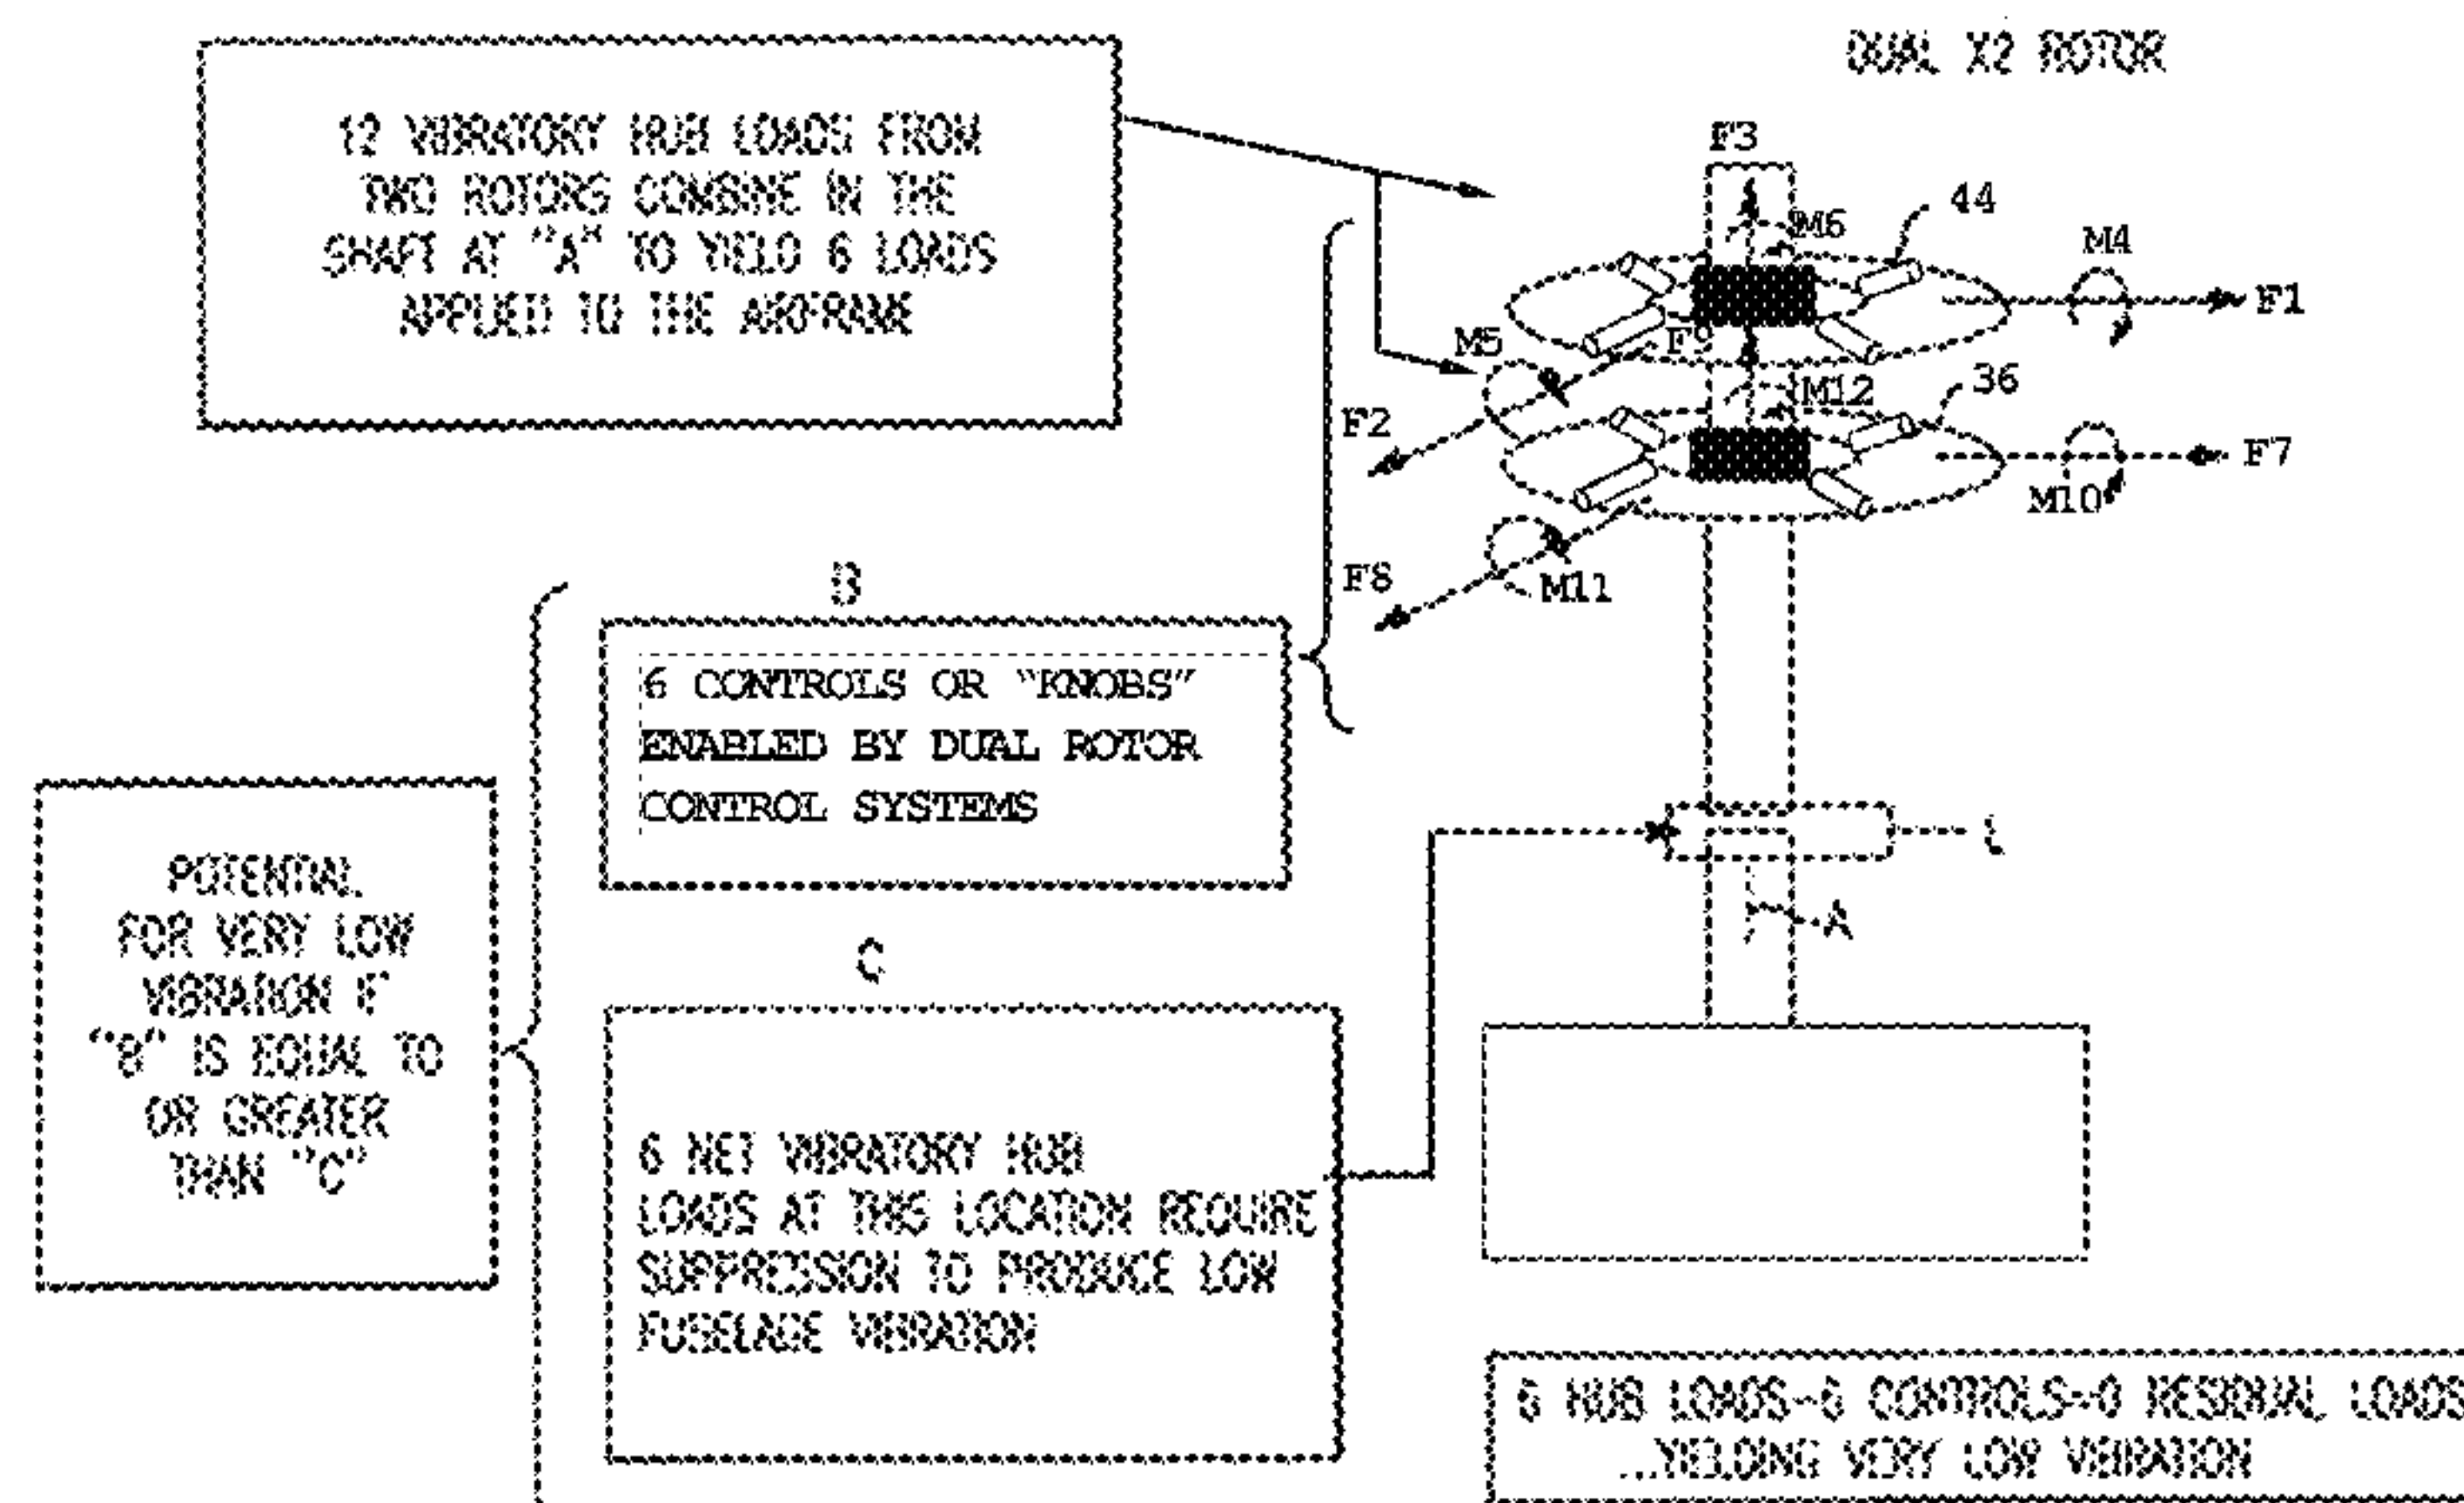 DUAL X2 ROTOR
12 VIBRATORY HUB LOADS FROM
TWO ROTORS COMBINE IN THE
SHAFT AT "A" TO YIELD 6 LOADS
APPLIED TO THE AIRFRAME
F3
M6
44
M4
F1
M5
F9
M12
36
F2
F7
M10
F8
M11
B
6 CONTROLS OR "KNOBS"
ENABLED BY DUAL ROTOR
CONTROL SYSTEMS
POTENTIAL
FOR VERY LOW
VIBRATION IF
"B" IS EQUAL TO
OR GREATER
THAN "C"
A
C
6 NET VIBRATORY HUB
LOADS AT THIS LOCATION REQUIRE
SUPPRESSION TO PRODUCE LOW
FUSELAGE VIBRATION
6 HUB LOADS-6 CONTROLS=0 RESIDUAL LOADS
...YIELDING VERY LOW VIBRATION